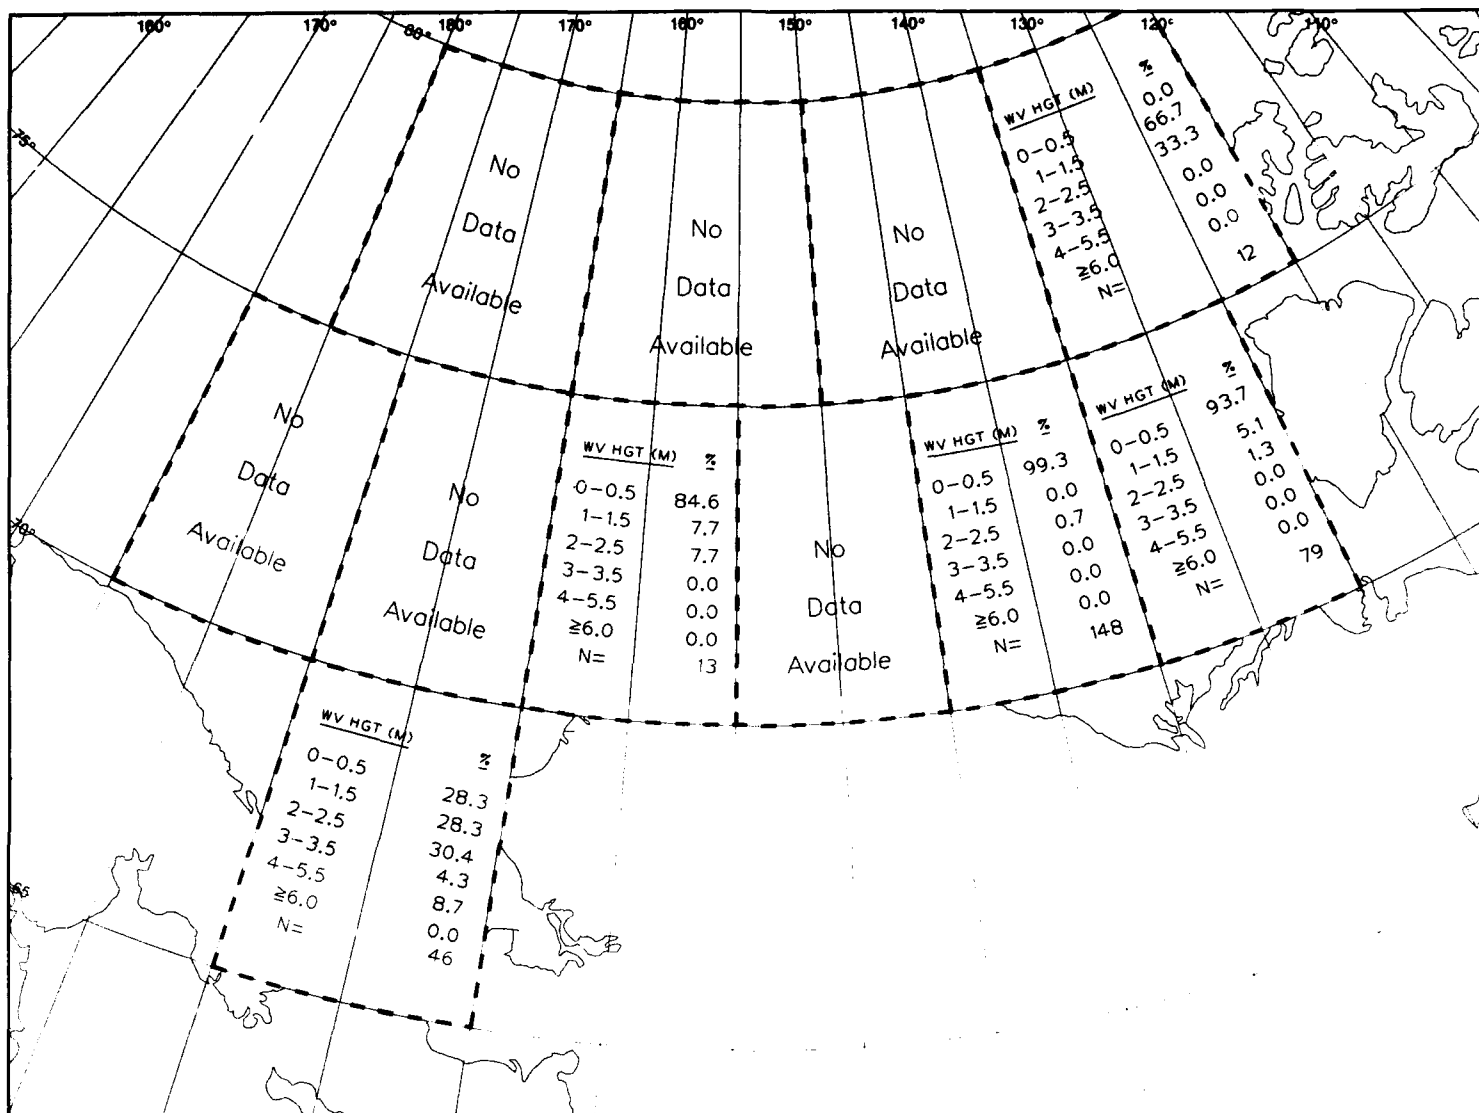 160° 170° 180° 170° 160° 150° 140° 130° 120° 110°
80°
75°
70°
65
No
Data
Available
No
Data
Available
No
Data
Available
WV HGT (M) %
0-0.5 0.0
1-1.5 66.7
2-2.5 33.3
3-3.5 0.0
4-5.5 0.0
≥6.0 0.0
N= 12
No
Data
Available
No
Data
Available
WV HGT (M) %
0-0.5 84.6
1-1.5 7.7
2-2.5 7.7
3-3.5 0.0
4-5.5 0.0
≥6.0 0.0
N= 13
No
Data
Available
WV HGT (M) %
0-0.5 99.3
1-1.5 0.0
2-2.5 0.7
3-3.5 0.0
4-5.5 0.0
≥6.0 0.0
N= 148
WV HGT (M) %
0-0.5 93.7
1-1.5 5.1
2-2.5 1.3
3-3.5 0.0
4-5.5 0.0
≥6.0 0.0
N= 79
WV HGT (M) %
0-0.5 28.3
1-1.5 28.3
2-2.5 30.4
3-3.5 4.3
4-5.5 8.7
≥6.0 0.0
N= 46